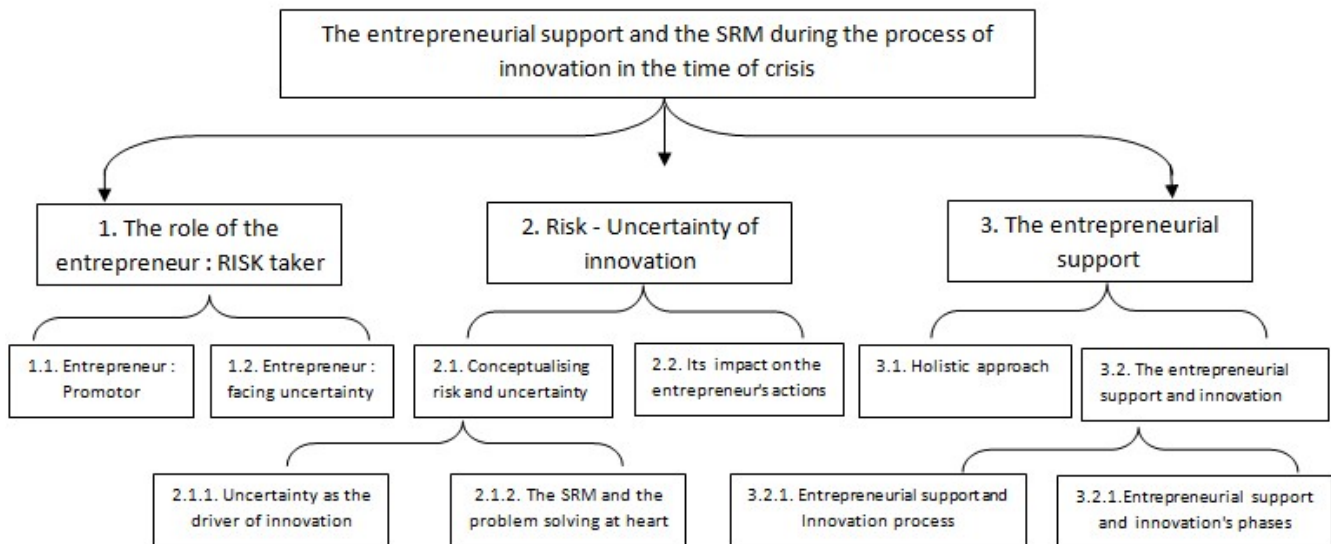 The entrepreneurial support and the SRM during the process of
innovation in the time of crisis
1. The role of the
entrepreneur : RISK taker
2. Risk - Uncertainty of
innovation
3. The entrepreneurial
support
1.1. Entrepreneur :
Promotor
1.2. Entrepreneur :
facing uncertainty
2.1. Conceptualising
risk and uncertainty
2.2. Its impact on the
entrepreneur's actions
3.1. Holistic approach
3.2. The entrepreneurial
support and innovation
2.1.1. Uncertainty as the
driver of innovation
2.1.2. The SRM and the
problem solving at heart
3.2.1. Entrepreneurial support and
Innovation process
3.2.1.Entrepreneurial support
and innovation's phases